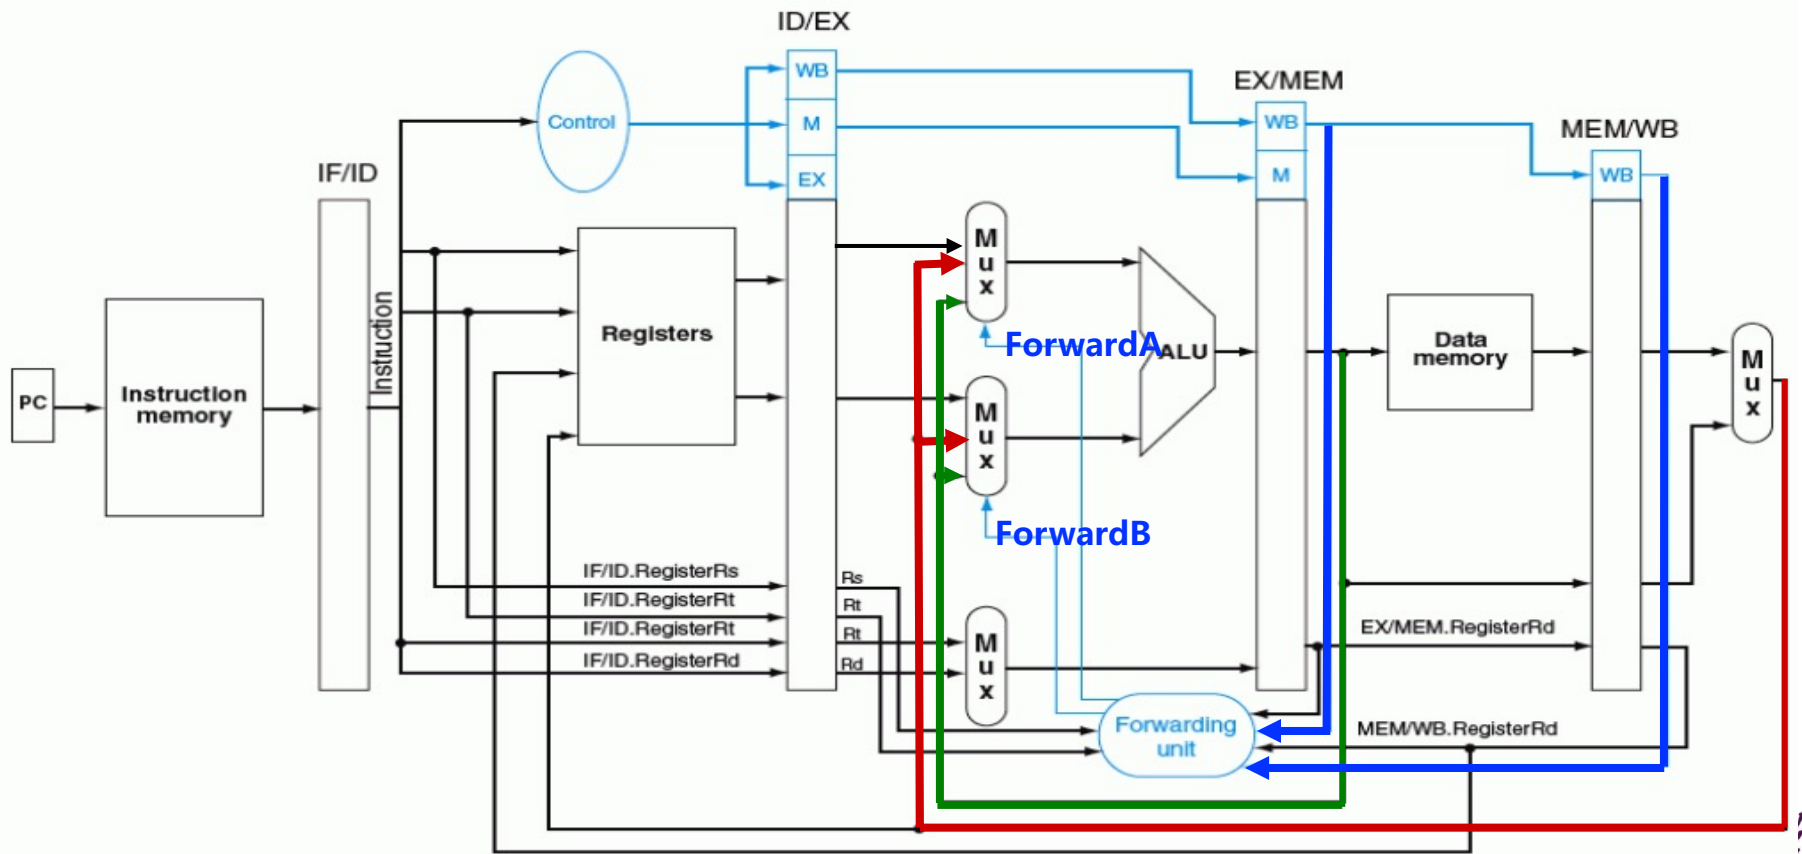 ID/EX
WB
M
EX
Control
EX/MEM
WB
M
MEM/WB
WB
IF/ID
Instruction
PC
Instruction
memory
Registers
M
u
x
ForwardA
ALU
M
u
x
ForwardB
Data
memory
M
u
x
IF/ID.RegisterRs
IF/ID.RegisterRt
IF/ID.RegisterRt
IF/ID.RegisterRd
Rs
Rt
Rt
Rd
M
u
x
EX/MEM.RegisterRd
Forwarding
unit
MEM/WB.RegisterRd